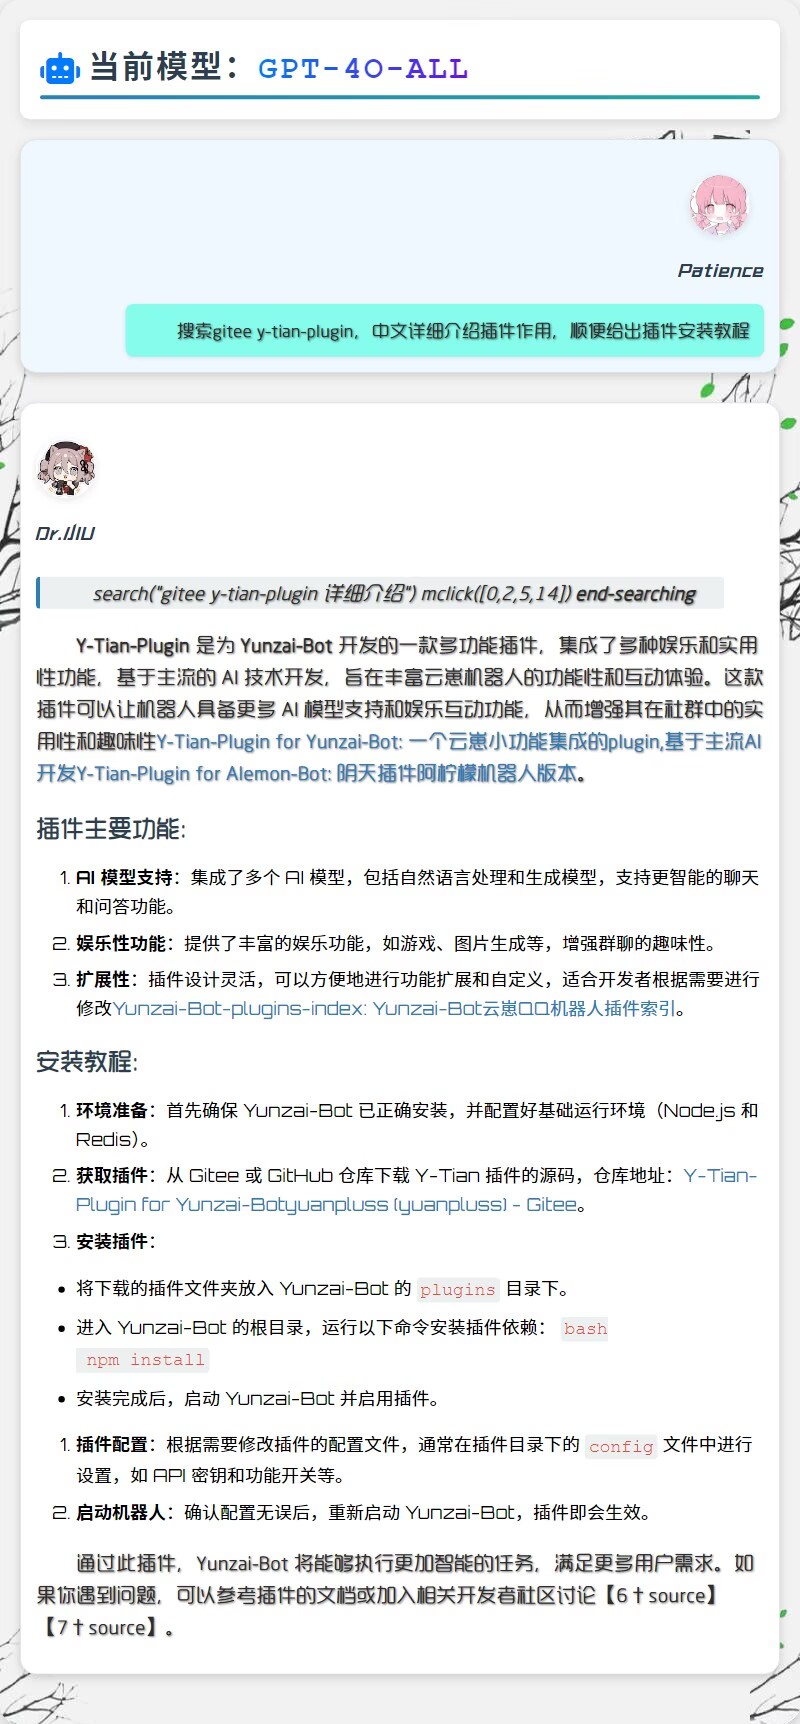 当前模型：GPT-4O-ALL
Patience
搜索gitee y-tian-plugin，中文详细介绍插件作用，顺便给出插件安装教程
search("gitee y-tian-plugin 详细介绍") mclick([0,2,5,14]) end-searching
Y-Tian-Plugin 是为 Yunzai-Bot 开发的一款多功能插件，集成了多种娱乐和实用
性功能，基于主流的 AI 技术开发，旨在丰富云崽机器人的功能性和互动体验。这款
插件可以让机器人具备更多 AI 模型支持和娱乐互动功能，从而增强其在社群中的实
用性和趣味性Y-Tian-Plugin for Yunzai-Bot: 一个云崽小功能集成的plugin,基于主流AI
开发Y-Tian-Plugin for Alemon-Bot: 阴天插件阿柠檬机器人版本。
插件主要功能:
1. AI 模型支持：集成了多个 AI 模型，包括自然语言处理和生成模型，支持更智能的聊天
和问答功能。
2. 娱乐性功能：提供了丰富的娱乐功能，如游戏、图片生成等，增强群聊的趣味性。
3. 扩展性：插件设计灵活，可以方便地进行功能扩展和自定义，适合开发者根据需要进行
修改Yunzai-Bot-plugins-index: Yunzai-Bot云崽QQ机器人插件索引。
安装教程:
1. 环境准备：首先确保 Yunzai-Bot 已正确安装，并配置好基础运行环境（Node.js 和
Redis）。
2. 获取插件：从 Gitee 或 GitHub 仓库下载 Y-Tian 插件的源码，仓库地址：Y-Tian-
Plugin for Yunzai-Botyuanpluss (yuanpluss) - Gitee。
3. 安装插件：
• 将下载的插件文件夹放入 Yunzai-Bot 的 plugins 目录下。
• 进入 Yunzai-Bot 的根目录，运行以下命令安装插件依赖： bash
npm install
• 安装完成后，启动 Yunzai-Bot 并启用插件。
1. 插件配置：根据需要修改插件的配置文件，通常在插件目录下的 config 文件中进行
设置，如 API 密钥和功能开关等。
2. 启动机器人：确认配置无误后，重新启动 Yunzai-Bot，插件即会生效。
通过此插件，Yunzai-Bot 将能够执行更加智能的任务，满足更多用户需求。如
果你遇到问题，可以参考插件的文档或加入相关开发者社区讨论【6†source】
【7†source】。